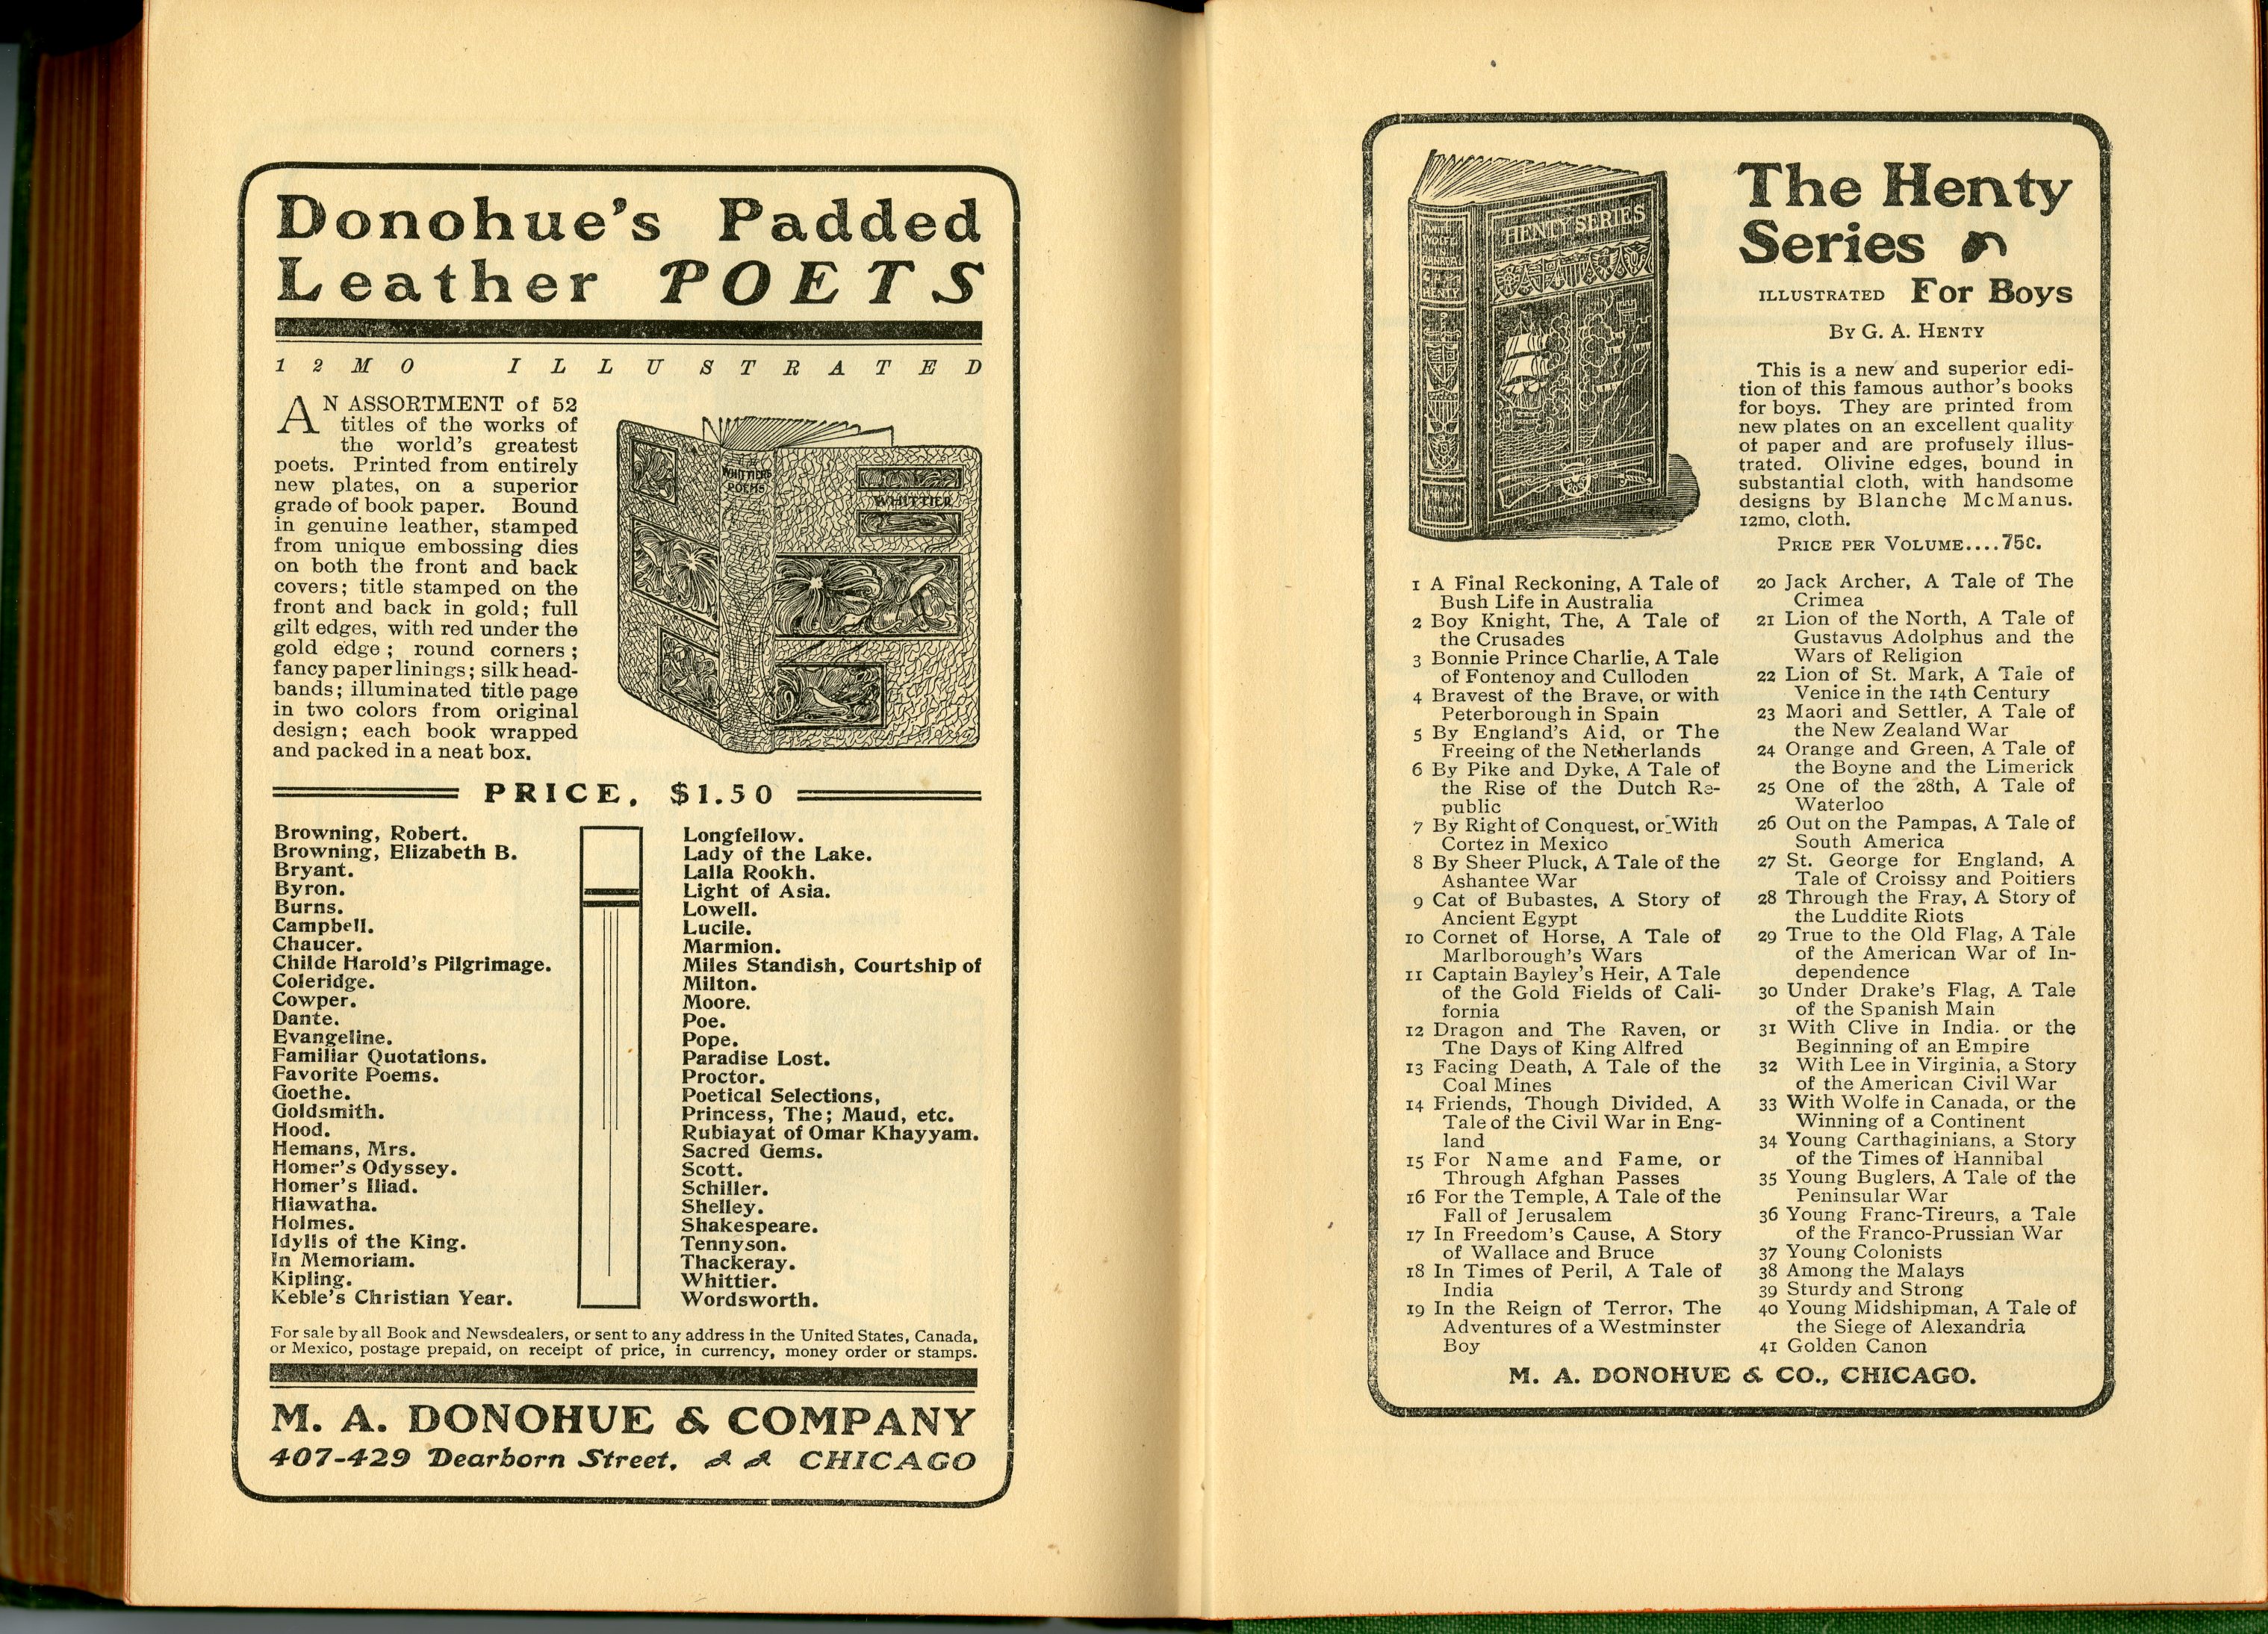 Donohue's Padded
Leather POETS
12MO ILLUSTRATED
AN ASSORTMENT of 52
titles of the works of
the world's greatest
poets. Printed from entirely
new plates, on a superior
grade of book paper. Bound
in genuine leather, stamped
from unique embossing dies
on both the front and back
covers; title stamped on the
front and back in gold; full
gilt edges, with red under the
gold edge; round corners;
fancy paper linings; silk head-
bands; illuminated title page
in two colors from original
design; each book wrapped
and packed in a neat box.
WHITTIER'S
POEMS
WHITTIER
PRICE, $1.50
Browning, Robert.
Browning, Elizabeth B.
Bryant.
Byron.
Burns.
Campbell.
Chaucer.
Childe Harold's Pilgrimage.
Coleridge.
Cowper.
Dante.
Evangeline.
Familiar Quotations.
Favorite Poems.
Goethe.
Goldsmith.
Hood.
Hemans, Mrs.
Homer's Odyssey.
Homer's Iliad.
Hiawatha.
Holmes.
Idylls of the King.
In Memoriam.
Kipling.
Keble's Christian Year.
Longfellow.
Lady of the Lake.
Lalla Rookh.
Light of Asia.
Lowell.
Lucile.
Marmion.
Miles Standish, Courtship of
Milton.
Moore.
Poe.
Pope.
Paradise Lost.
Proctor.
Poetical Selections,
Princess, The; Maud, etc.
Rubiayat of Omar Khayyam.
Sacred Gems.
Scott.
Schiller.
Shelley.
Shakespeare.
Tennyson.
Thackeray.
Whittier.
Wordsworth.
For sale by all Book and Newsdealers, or sent to any address in the United States, Canada,
or Mexico, postage prepaid, on receipt of price, in currency, money order or stamps.
M. A. DONOHUE & COMPANY
407-429 Dearborn Street, CHICAGO
WITH
WOLFE
IN
CANADA
G.A.
HENTY
HENTY SERIES
The Henty
Series
ILLUSTRATED For Boys
BY G. A. HENTY
This is a new and superior edi-
tion of this famous author's books
for boys. They are printed from
new plates on an excellent quality
of paper and are profusely illus-
trated. Olivine edges, bound in
substantial cloth, with handsome
designs by Blanche McManus.
12mo, cloth.
PRICE PER VOLUME....75c.
1 A Final Reckoning, A Tale of
Bush Life in Australia
2 Boy Knight, The, A Tale of
the Crusades
3 Bonnie Prince Charlie, A Tale
of Fontenoy and Culloden
4 Bravest of the Brave, or with
Peterborough in Spain
5 By England's Aid, or The
Freeing of the Netherlands
6 By Pike and Dyke, A Tale of
the Rise of the Dutch Re-
public
7 By Right of Conquest, or With
Cortez in Mexico
8 By Sheer Pluck, A Tale of the
Ashantee War
9 Cat of Bubastes, A Story of
Ancient Egypt
10 Cornet of Horse, A Tale of
Marlborough's Wars
11 Captain Bayley's Heir, A Tale
of the Gold Fields of Cali-
fornia
12 Dragon and The Raven, or
The Days of King Alfred
13 Facing Death, A Tale of the
Coal Mines
14 Friends, Though Divided, A
Tale of the Civil War in Eng-
land
15 For Name and Fame, or
Through Afghan Passes
16 For the Temple, A Tale of the
Fall of Jerusalem
17 In Freedom's Cause, A Story
of Wallace and Bruce
18 In Times of Peril, A Tale of
India
19 In the Reign of Terror, The
Adventures of a Westminster
Boy
20 Jack Archer, A Tale of The
Crimea
21 Lion of the North, A Tale of
Gustavus Adolphus and the
Wars of Religion
22 Lion of St. Mark, A Tale of
Venice in the 14th Century
23 Maori and Settler, A Tale of
the New Zealand War
24 Orange and Green, A Tale of
the Boyne and the Limerick
25 One of the 28th, A Tale of
Waterloo
26 Out on the Pampas, A Tale of
South America
27 St. George for England, A
Tale of Croissy and Poitiers
28 Through the Fray, A Story of
the Luddite Riots
29 True to the Old Flag, A Tale
of the American War of In-
dependence
30 Under Drake's Flag, A Tale
of the Spanish Main
31 With Clive in India. or the
Beginning of an Empire
32 With Lee in Virginia, a Story
of the American Civil War
33 With Wolfe in Canada, or the
Winning of a Continent
34 Young Carthaginians, a Story
of the Times of Hannibal
35 Young Buglers, A Tale of the
Peninsular War
36 Young Franc-Tireurs, a Tale
of the Franco-Prussian War
37 Young Colonists
38 Among the Malays
39 Sturdy and Strong
40 Young Midshipman, A Tale of
the Siege of Alexandria
41 Golden Canon
M. A. DONOHUE & CO., CHICAGO.